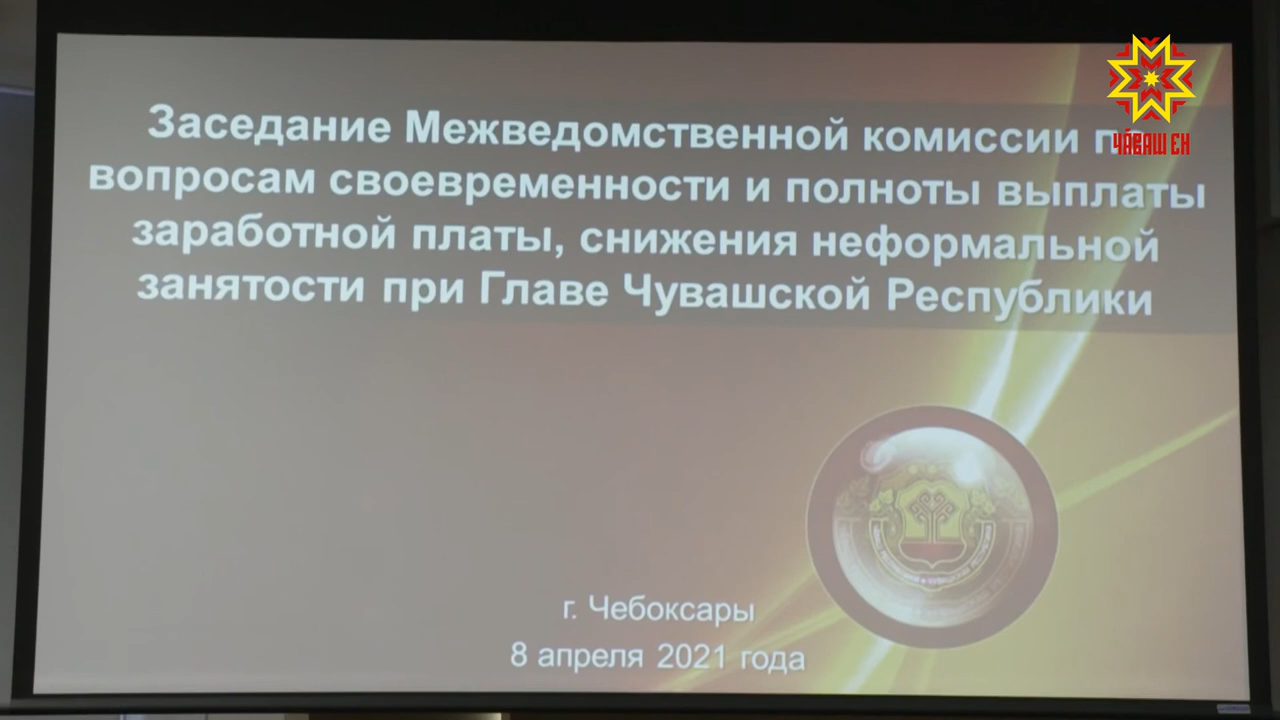 Заседание Межведомственной комиссии по
вопросам своевременности и полноты выплаты
заработной платы, снижения неформальной
занятости при Главе Чувашской Республики
г. Чебоксары
8 апреля 2021 года
ЧӐВАШ ЕН